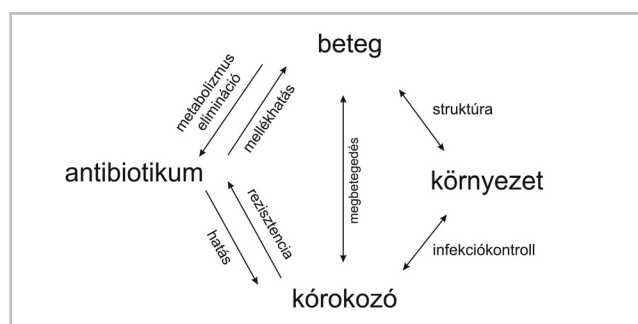 beteg
metabolizmus
elimináció
mellékhatás
struktúra
antibiotikum
megbetegedés
környezet
hatás
rezisztencia
infekciókontroll
kórokozó